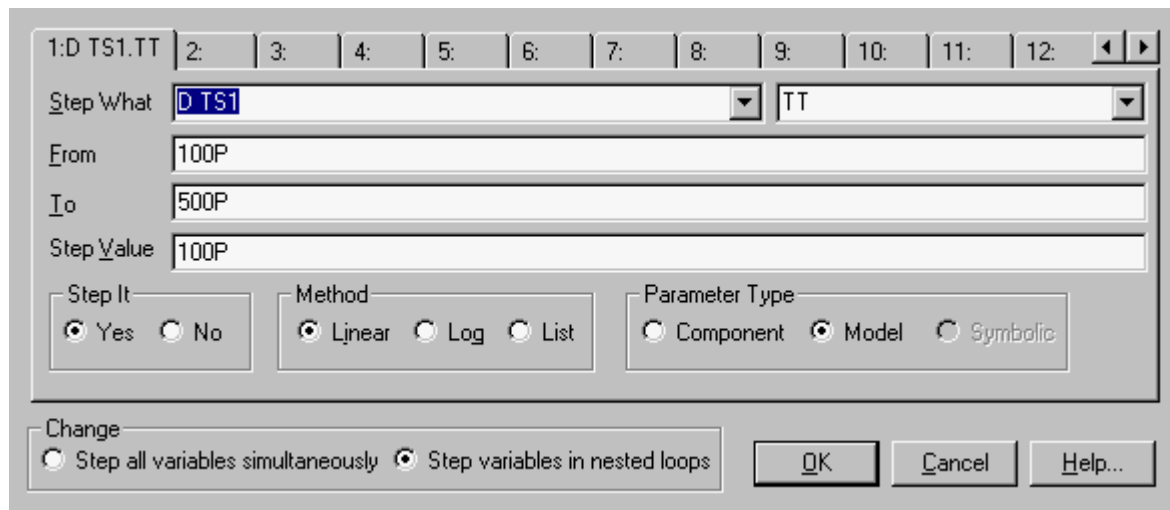 1:D TS1.TT 2: 3: 4: 5: 6: 7: 8: 9: 10: 11: 12:
Step What D TS1 TT
From 100P
To 500P
Step Value 100P
Step It Method Parameter Type
Yes No Linear Log List Component Model Symbolic
Change
Step all variables simultaneously Step variables in nested loops OK Cancel Help...